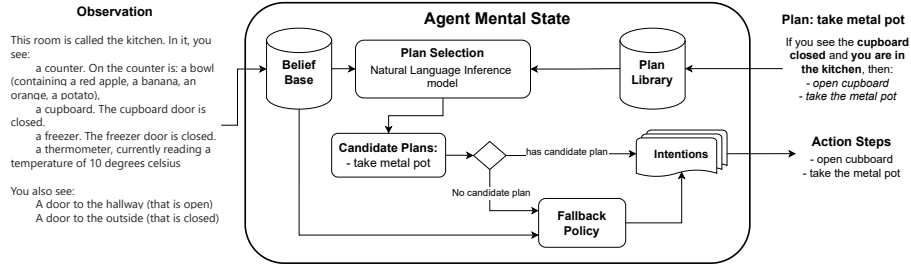 Observation
This room is called the kitchen. In it, you
see:
a counter. On the counter is: a bowl
(containing a red apple, a banana, an
orange, a potato),
a cupboard. The cupboard door is
closed.
a freezer. The freezer door is closed.
a thermometer, currently reading a
temperature of 10 degrees celsius
You also see:
A door to the hallway (that is open)
A door to the outside (that is closed)
Agent Mental State
Belief
Base
Plan Selection
Natural Language Inference
model
Plan
Library
Candidate Plans:
- take metal pot
has candidate plan
No candidate plan
Intentions
Fallback
Policy
Plan: take metal pot
If you see the cupboard
closed and you are in
the kitchen, then:
- open cupboard
- take the metal pot
Action Steps
- open cubboard
- take the metal pot